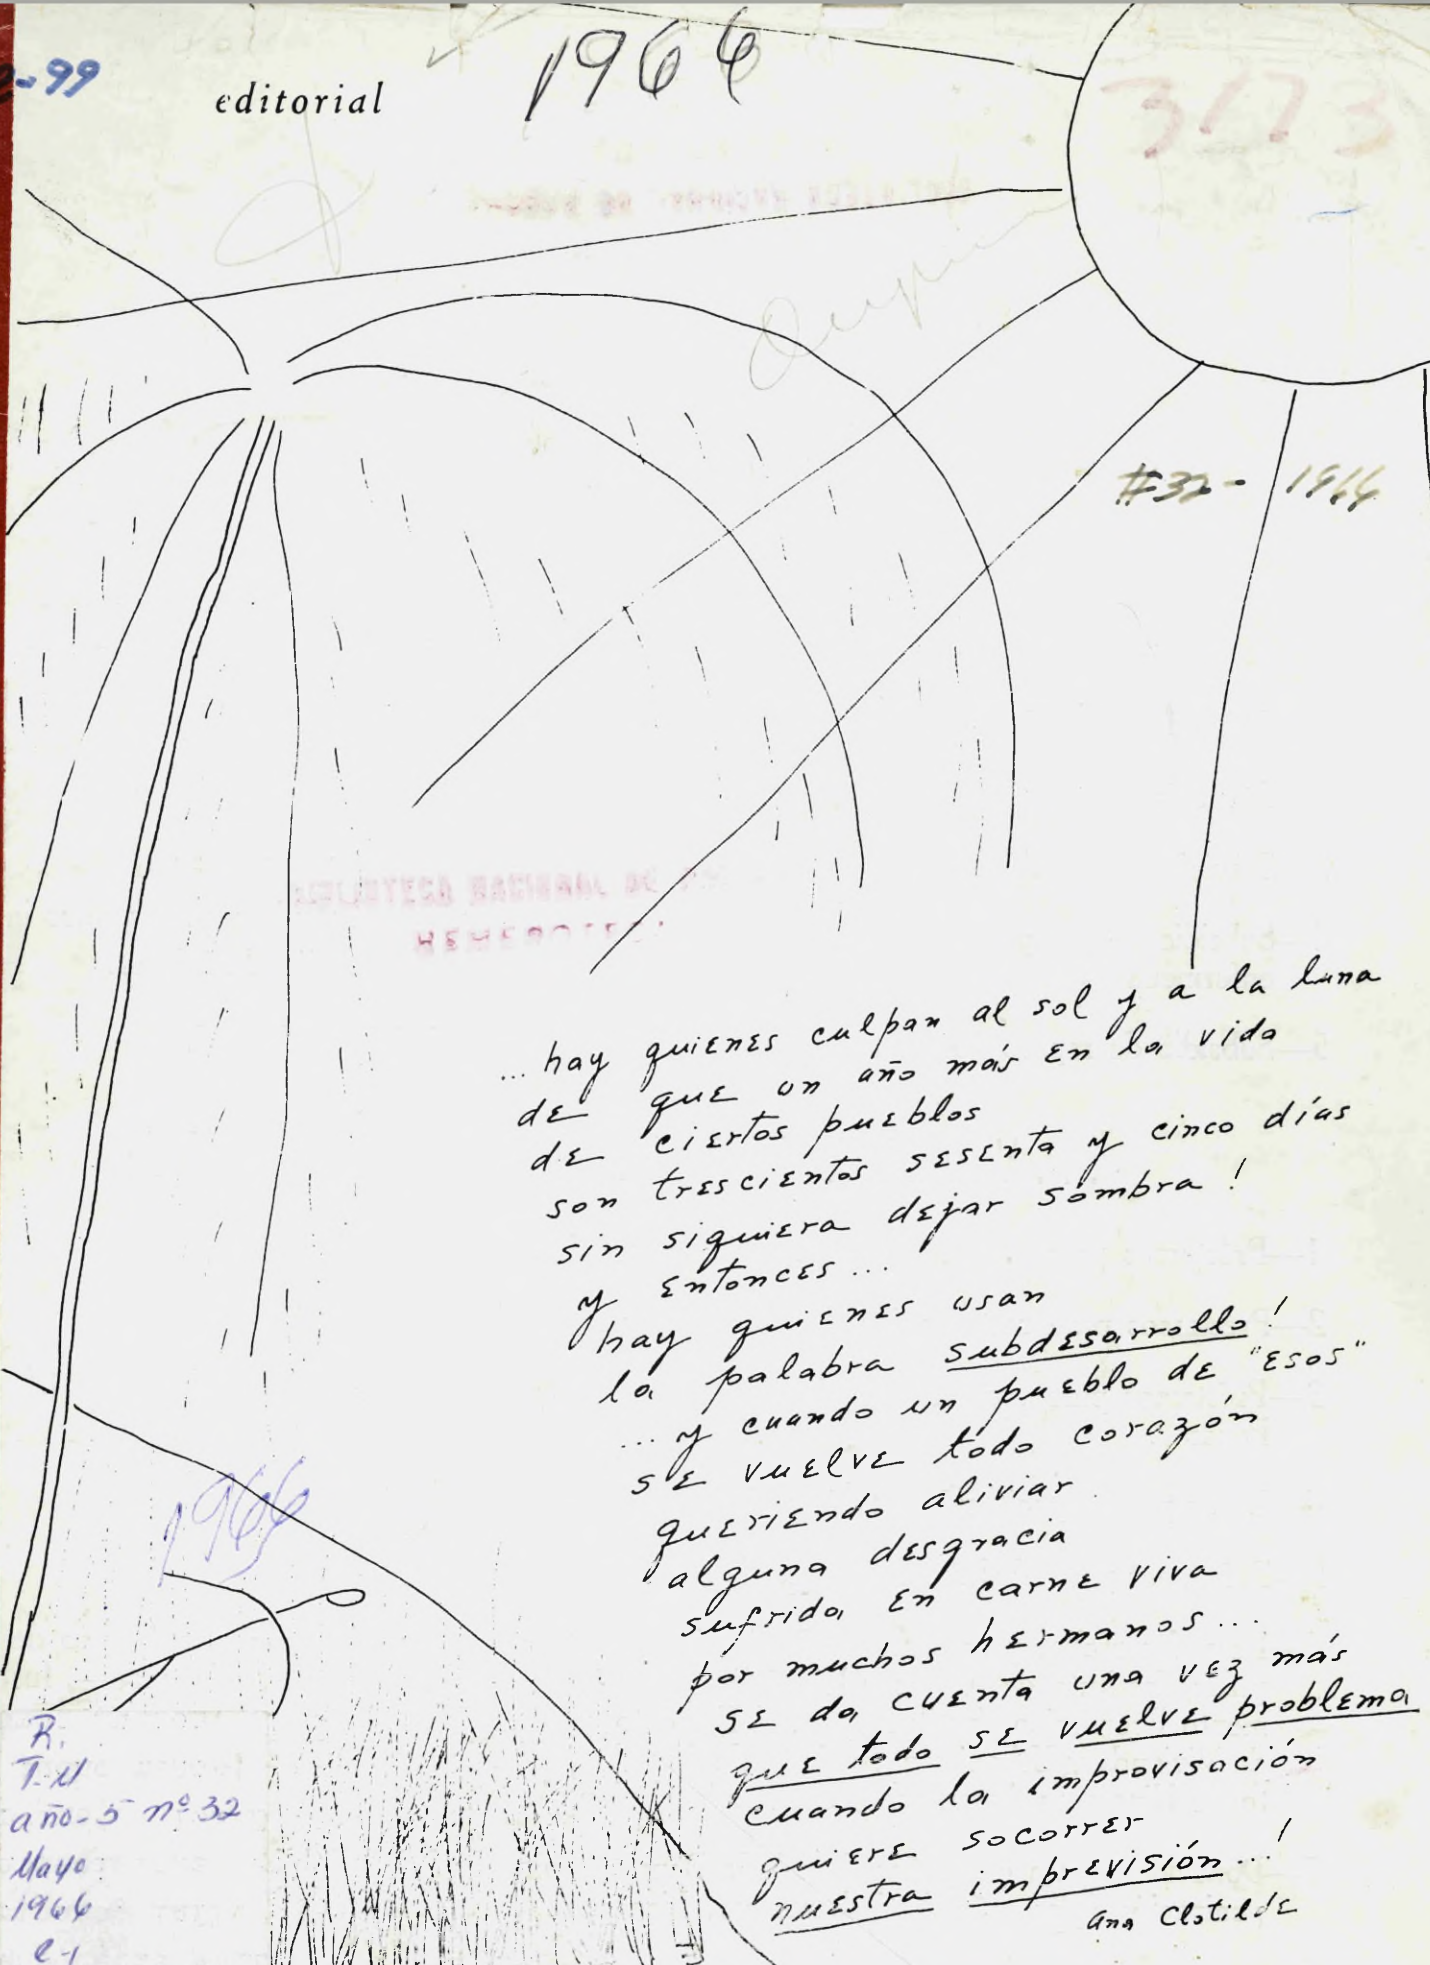 -99
editorial
1966
3173
#32- 1966
BIBLIOTECA NACIONAL DE
HEMEROTECA
... hay quienes culpan al sol y a la luna
de que un año más en la vida
de ciertos pueblos
son trescientos sesenta y cinco días
sin siquiera dejar sombra!
y entonces...
hay quienes usan
la palabra subdesarrollo!
... y cuando un pueblo de "esos"
se vuelve todo corazón
queriendo aliviar
alguna desgracia
sufrida en carne viva
por muchos hermanos...
se da cuenta una vez más
que todo se vuelve problema
cuando la improvisación
quiere socorrer
nuestra imprevisión...!
Ana Clotilde
1966
R.
T-U
año-5 nº 32
Mayo
1966
e-1